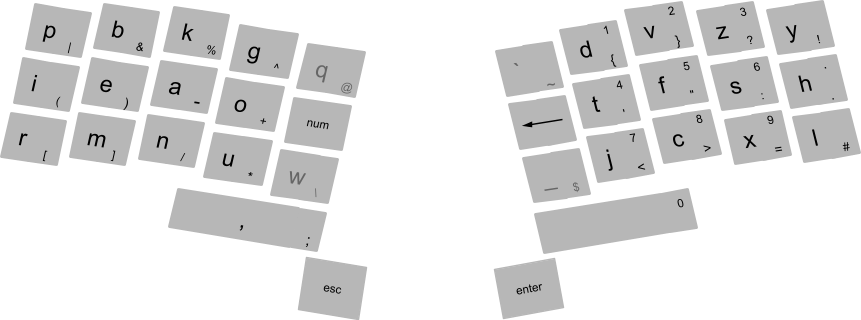 p | b & k % g ^ q @
i ( e ) a - o + num
r [ m ] n / u * w \
, ;
esc
` ~ d 1 { v 2 } z 3 ? y !
← t 4 ' f 5 " s 6 : h ' .
_ $ j 7 < c 8 > x 9 = l #
0
enter